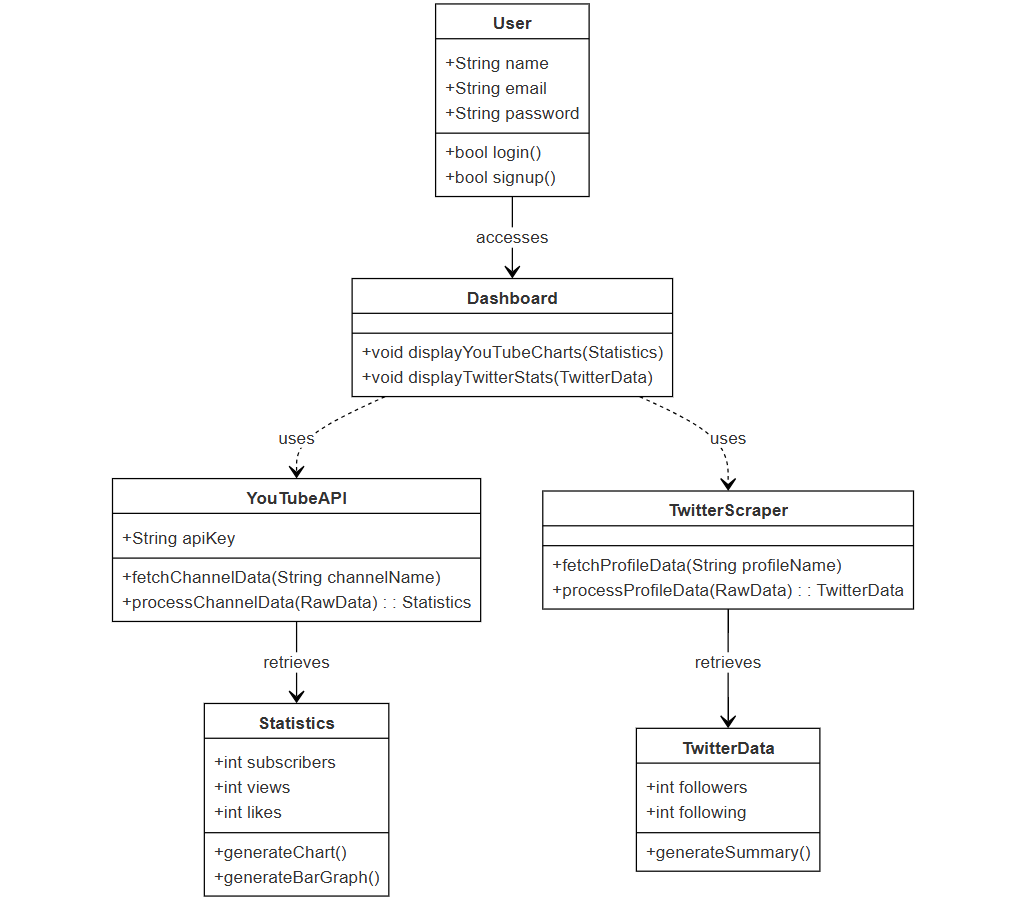 User
+String name
+String email
+String password
+bool login()
+bool signup()
accesses
Dashboard
+void displayYouTubeCharts(Statistics)
+void displayTwitterStats(TwitterData)
uses
uses
YouTubeAPI
+String apiKey
+fetchChannelData(String channelName)
+processChannelData(RawData) : : Statistics
TwitterScraper
+fetchProfileData(String profileName)
+processProfileData(RawData) : : TwitterData
retrieves
retrieves
Statistics
+int subscribers
+int views
+int likes
+generateChart()
+generateBarGraph()
TwitterData
+int followers
+int following
+generateSummary()